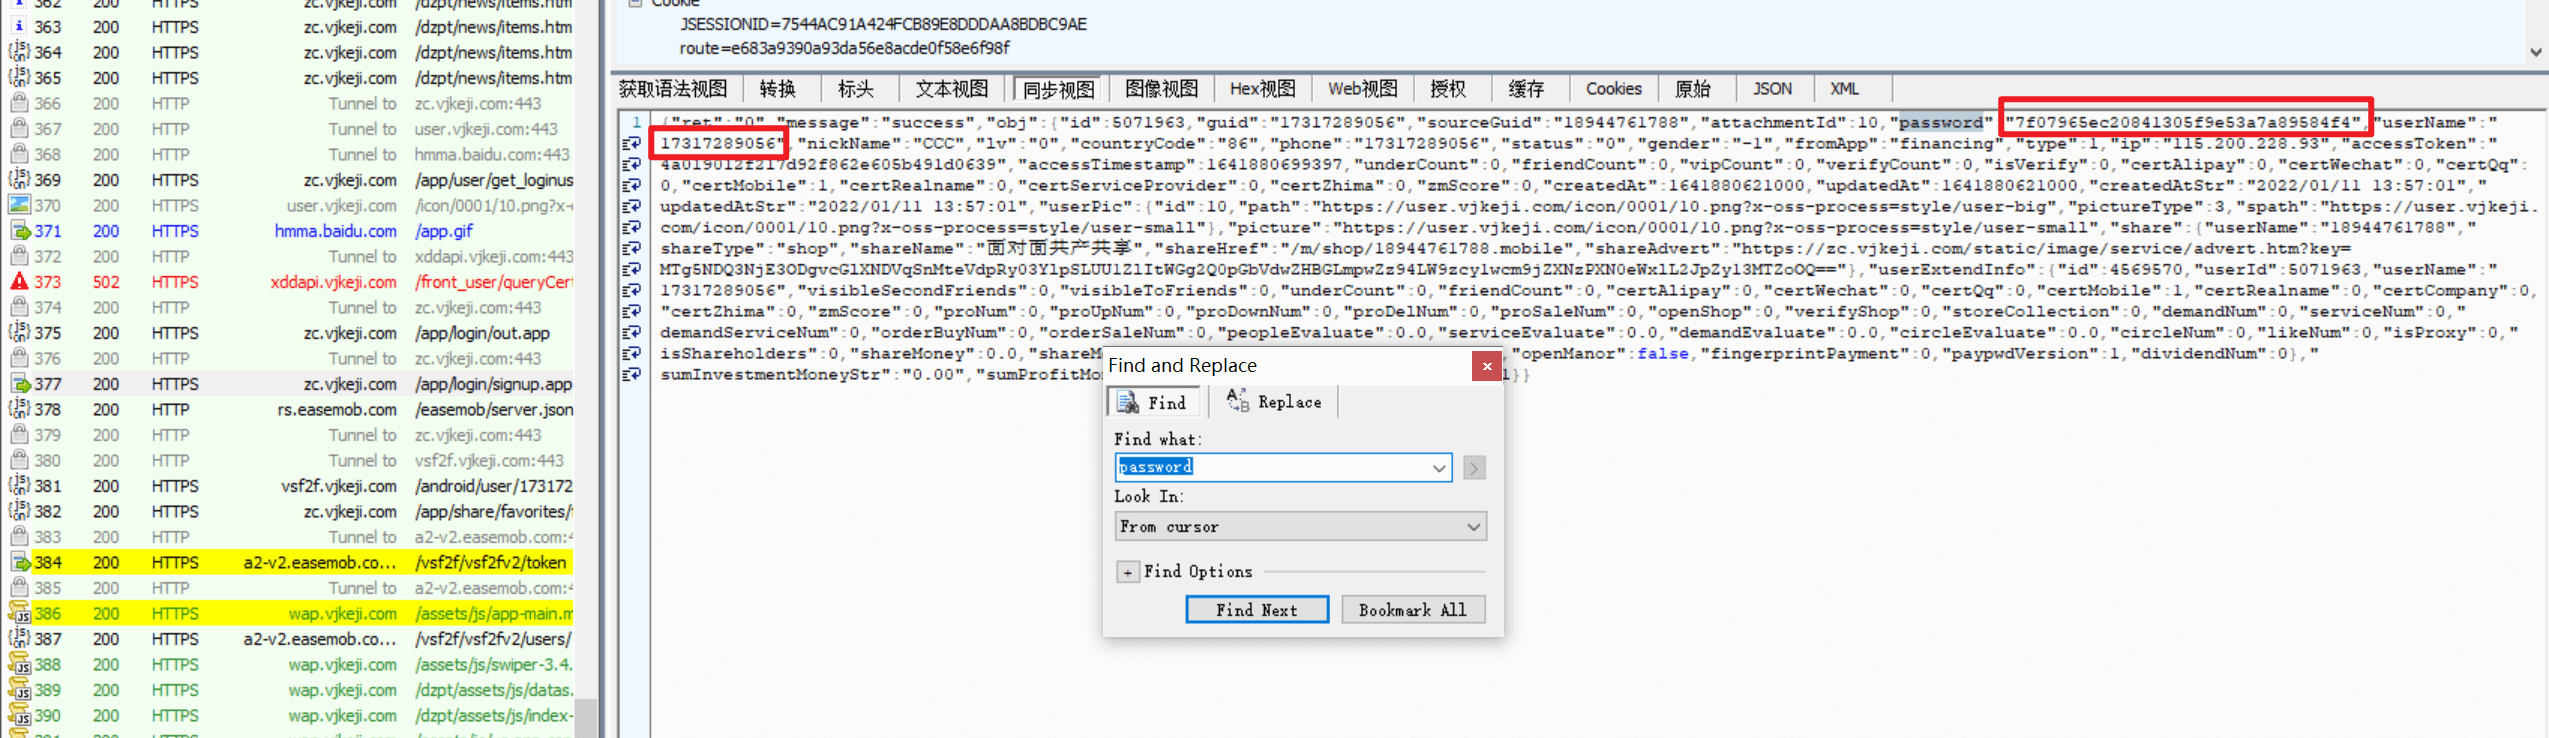 362 200 HTTPS zc.vjkeji.com /dzpt/news/items.htm
363 200 HTTPS zc.vjkeji.com /dzpt/news/items.htm
364 200 HTTPS zc.vjkeji.com /dzpt/news/items.htm
365 200 HTTPS zc.vjkeji.com /dzpt/news/items.htm
366 200 HTTP Tunnel to zc.vjkeji.com:443
367 200 HTTP Tunnel to user.vjkeji.com:443
368 200 HTTP Tunnel to hmma.baidu.com:443
369 200 HTTPS zc.vjkeji.com /app/user/get_loginus
370 200 HTTPS user.vjkeji.com /icon/0001/10.png?x-
371 200 HTTPS hmma.baidu.com /app.gif
372 200 HTTP Tunnel to xddapi.vjkeji.com:443
373 502 HTTPS xddapi.vjkeji.com /front_user/queryCert
374 200 HTTP Tunnel to zc.vjkeji.com:443
375 200 HTTPS zc.vjkeji.com /app/login/out.app
376 200 HTTP Tunnel to zc.vjkeji.com:443
377 200 HTTPS zc.vjkeji.com /app/login/signup.app
378 200 HTTP rs.easemob.com /easemob/server.json
379 200 HTTP Tunnel to zc.vjkeji.com:443
380 200 HTTP Tunnel to vsf2f.vjkeji.com:443
381 200 HTTPS vsf2f.vjkeji.com /android/user/173172
382 200 HTTPS zc.vjkeji.com /app/share/favorites/
383 200 HTTP Tunnel to a2-v2.easemob.com:4
384 200 HTTPS a2-v2.easemob.co... /vsf2f/vsf2fv2/token
385 200 HTTP Tunnel to a2-v2.easemob.com:4
386 200 HTTPS wap.vjkeji.com /assets/js/app-main.m
387 200 HTTPS a2-v2.easemob.co... /vsf2f/vsf2fv2/users/
388 200 HTTPS wap.vjkeji.com /assets/js/swiper-3.4.
389 200 HTTPS wap.vjkeji.com /dzpt/assets/js/datas.
390 200 HTTPS wap.vjkeji.com /dzpt/assets/js/index-
Cookie
JSESSIONID=7544AC91A424FCB89E8DDDAA8BDBC9AE
route=e683a9390a93da56e8acde0f58e6f98f
获取语法视图 转换 标头 文本视图 同步视图 图像视图 Hex视图 Web视图 授权 缓存 Cookies 原始 JSON XML
1 {"ret":"0","message":"success","obj":{"id":5071963,"guid":"17317289056","sourceGuid":"18944761788","attachmentId":10,"password":"7f07965ec20841305f9e53a7a89584f4","userName":"
17317289056","nickName":"CCC","lv":"0","countryCode":"86","phone":"17317289056","status":"0","gender":"-1","fromApp":"financing","type":1,"ip":"115.200.228.93","accessToken":"
4a019012f217d92f862e605b491d0639","accessTimestamp":1641880699397,"underCount":0,"friendCount":0,"vipCount":0,"verifyCount":0,"isVerify":0,"certAlipay":0,"certWechat":0,"certQq":
0,"certMobile":1,"certRealname":0,"certServiceProvider":0,"certZhima":0,"zmScore":0,"createdAt":1641880621000,"updatedAt":1641880621000,"createdAtStr":"2022/01/11 13:57:01","
updatedAtStr":"2022/01/11 13:57:01","userPic":{"id":10,"path":"https://user.vjkeji.com/icon/0001/10.png?x-oss-process=style/user-big","pictureType":3,"spath":"https://user.vjkeji.
com/icon/0001/10.png?x-oss-process=style/user-small"},"picture":"https://user.vjkeji.com/icon/0001/10.png?x-oss-process=style/user-small","share":{"userName":"18944761788","
shareType":"shop","shareName":"面对面共产共享","shareHref":"/m/shop/18944761788.mobile","shareAdvert":"https://zc.vjkeji.com/static/image/service/advert.htm?key=
"},"userExtendInfo":{"id":4569570,"userId":5071963,"userName":"
17317289056","visibleSecondFriends":0,"visibleToFriends":0,"underCount":0,"friendCount":0,"certAlipay":0,"certWechat":0,"certQq":0,"certMobile":1,"certRealname":0,"certCompany":0,
"certZhima":0,"zmScore":0,"proNum":0,"proUpNum":0,"proDownNum":0,"proDelNum":0,"proSaleNum":0,"openShop":0,"verifyShop":0,"storeCollection":0,"demandNum":0,"serviceNum":0,"
demandServiceNum":0,"orderBuyNum":0,"orderSaleNum":0,"peopleEvaluate":0.0,"serviceEvaluate":0.0,"demandEvaluate":0.0,"circleEvaluate":0.0,"circleNum":0,"likeNum":0,"isProxy":0,"
isShareholders":0,"shareMoney":0.0,"shareM ,"openManor":false,"fingerprintPayment":0,"paypwdVersion":1,"dividendNum":0},"
sumInvestmentMoneyStr":"0.00","sumProfitMo l}}
Find and Replace
Find Replace
Find what:
password
Look In:
From cursor
+ Find Options
Find Next Bookmark All